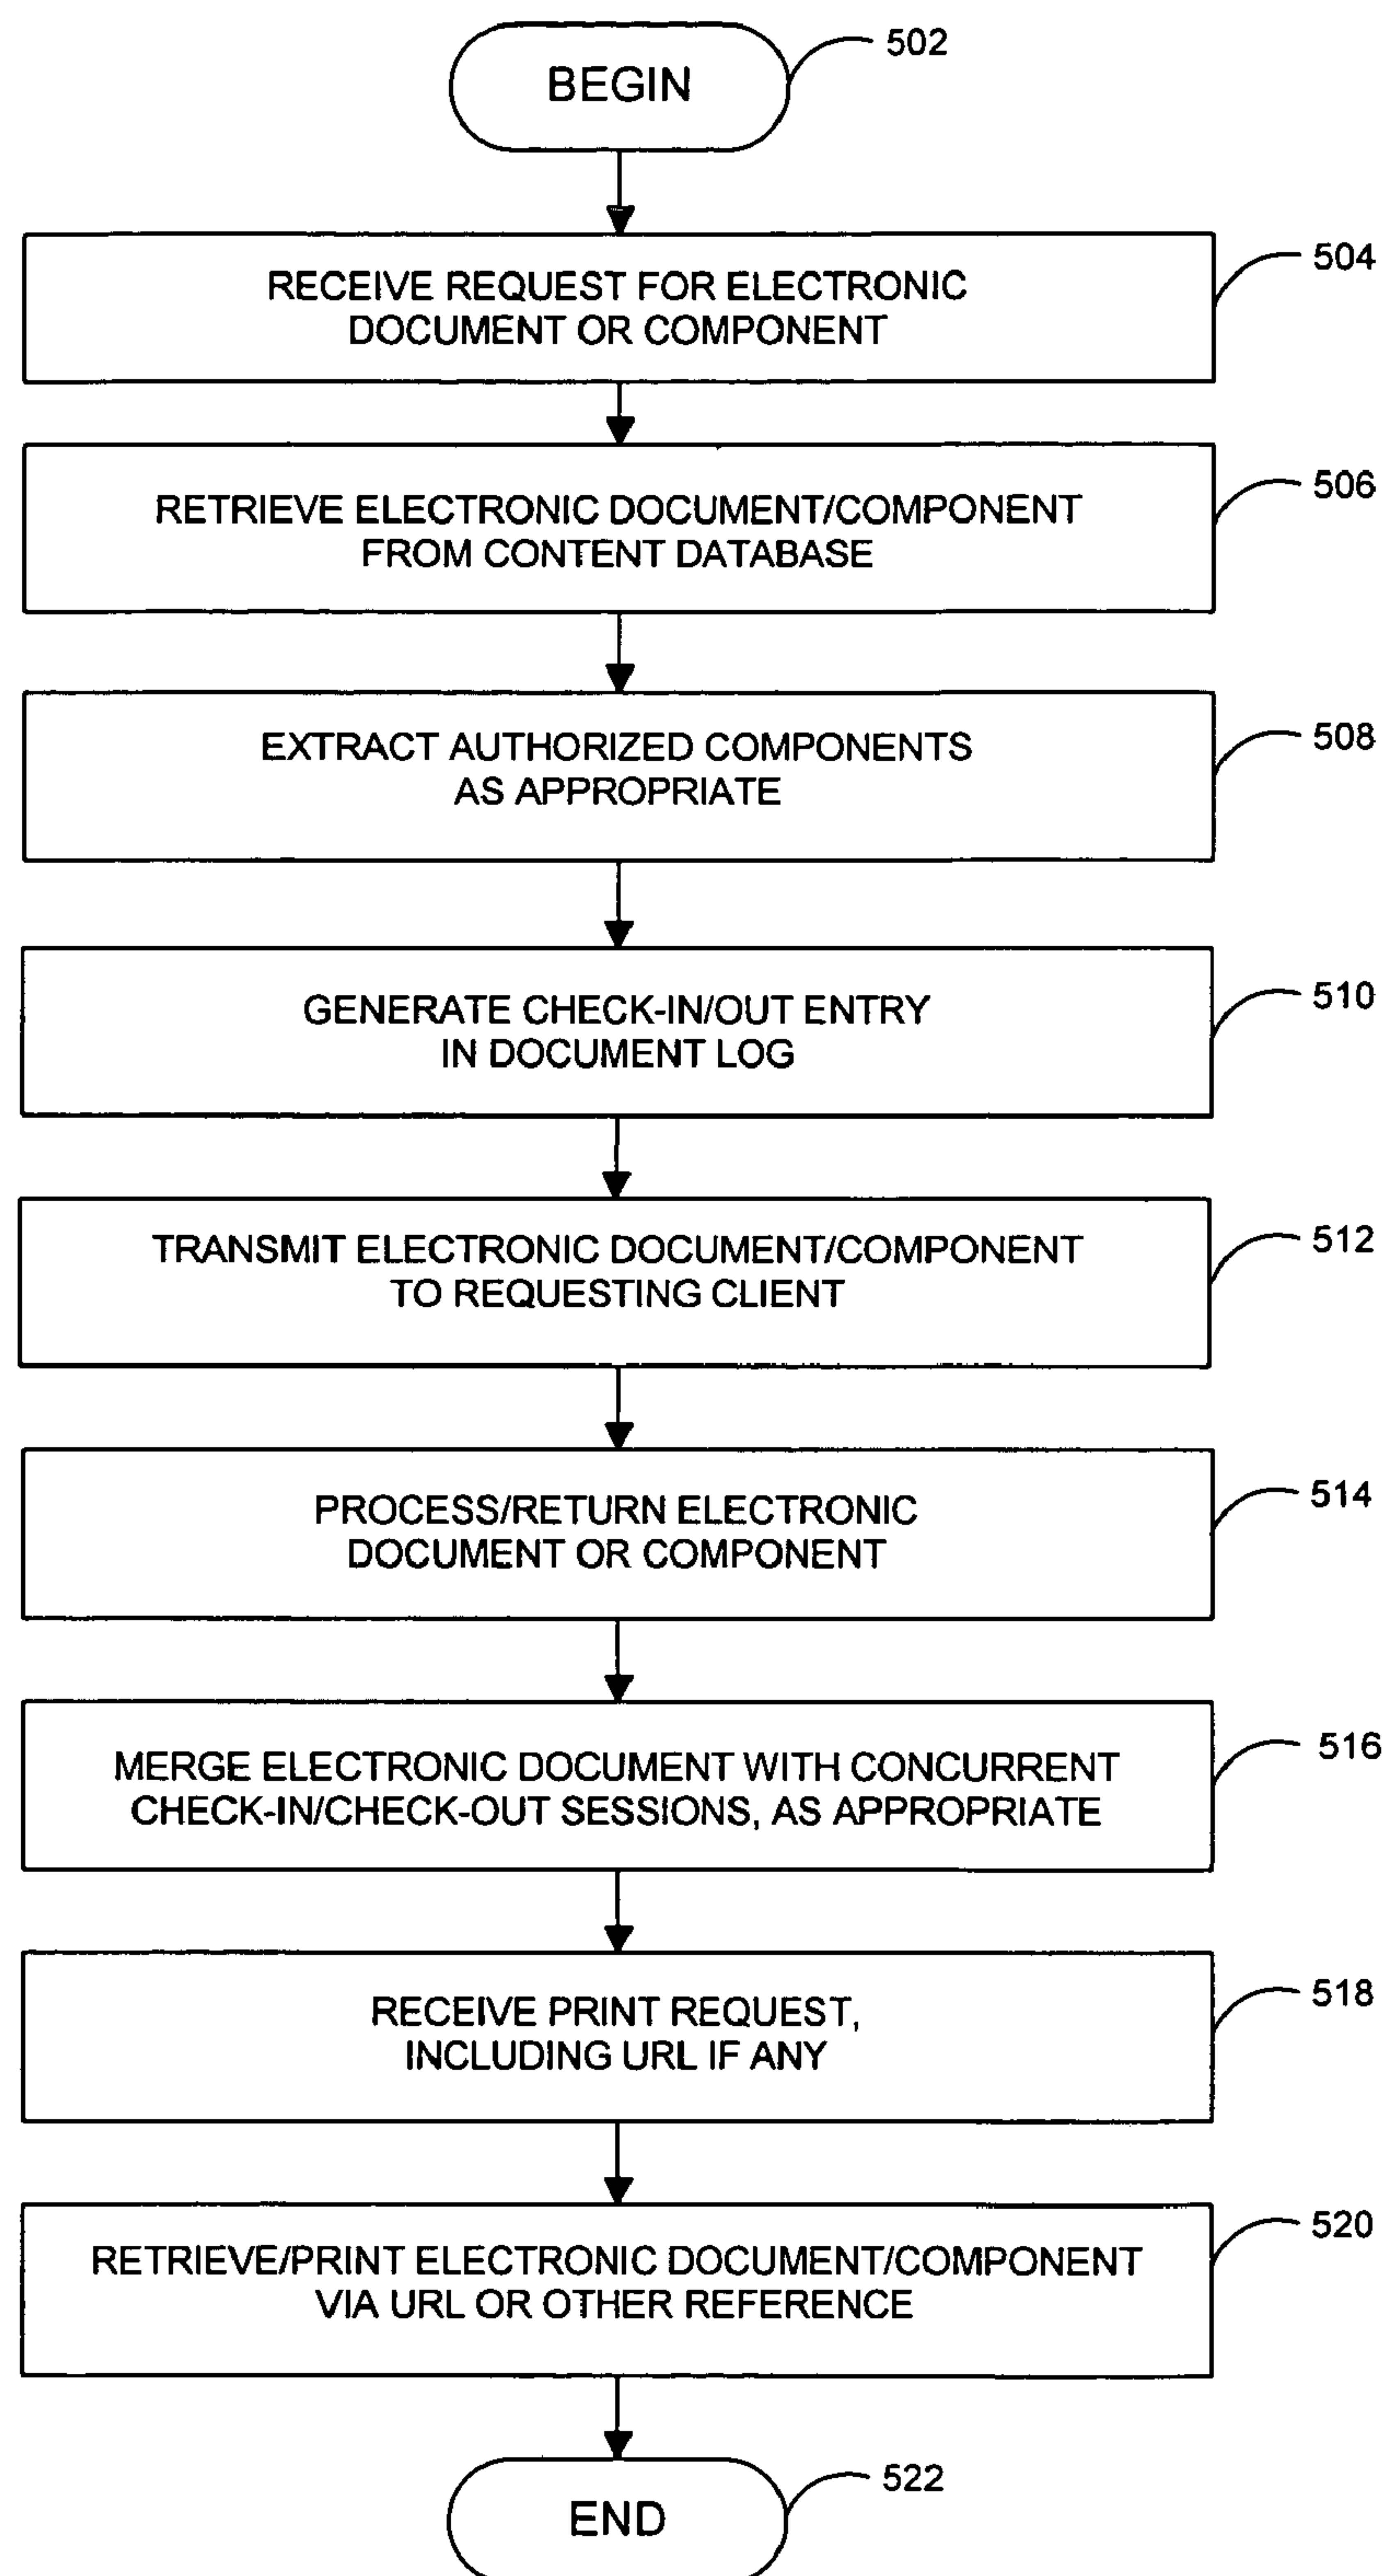 BEGIN
502
RECEIVE REQUEST FOR ELECTRONIC
DOCUMENT OR COMPONENT
504
RETRIEVE ELECTRONIC DOCUMENT/COMPONENT
FROM CONTENT DATABASE
506
EXTRACT AUTHORIZED COMPONENTS
AS APPROPRIATE
508
GENERATE CHECK-IN/OUT ENTRY
IN DOCUMENT LOG
510
TRANSMIT ELECTRONIC DOCUMENT/COMPONENT
TO REQUESTING CLIENT
512
PROCESS/RETURN ELECTRONIC
DOCUMENT OR COMPONENT
514
MERGE ELECTRONIC DOCUMENT WITH CONCURRENT
CHECK-IN/CHECK-OUT SESSIONS, AS APPROPRIATE
516
RECEIVE PRINT REQUEST,
INCLUDING URL IF ANY
518
RETRIEVE/PRINT ELECTRONIC DOCUMENT/COMPONENT
VIA URL OR OTHER REFERENCE
520
END
522